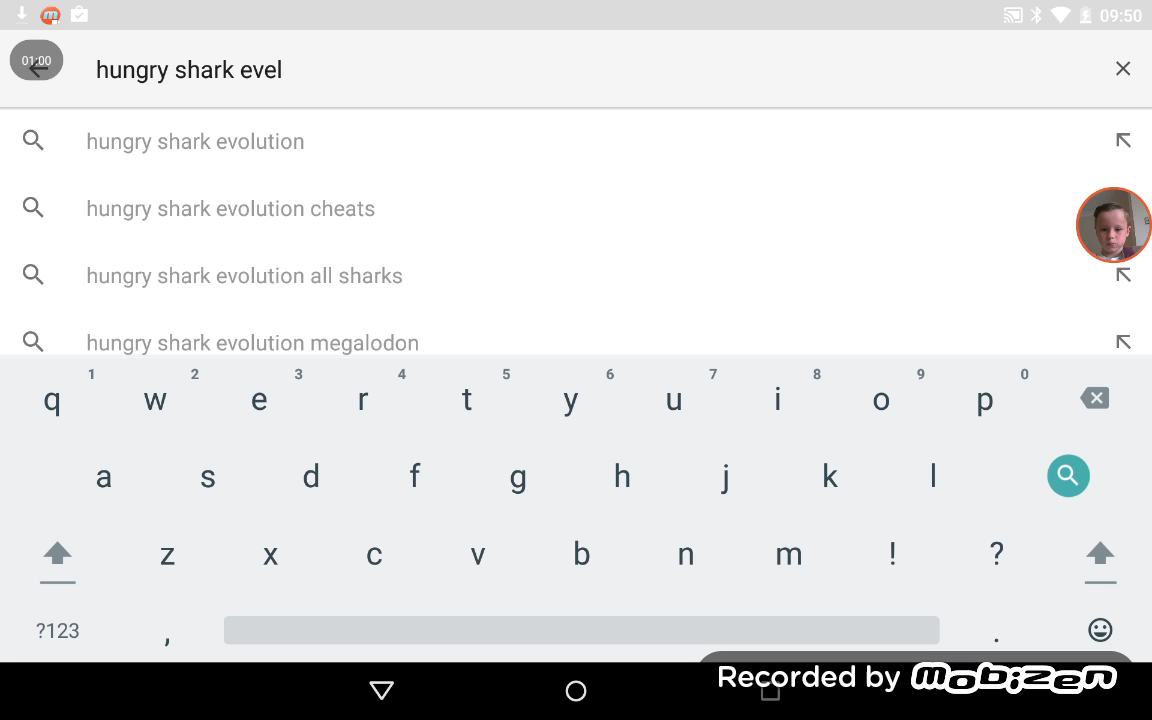 09:50
01:00
hungry shark evel
hungry shark evolution
hungry shark evolution cheats
hungry shark evolution all sharks
hungry shark evolution megalodon
1 2 3 4 5 6 7 8 9 0
q w e r t y u i o p
a s d f g h j k l
z x c v b n m ! ?
?123 , .
Recorded by mobizen